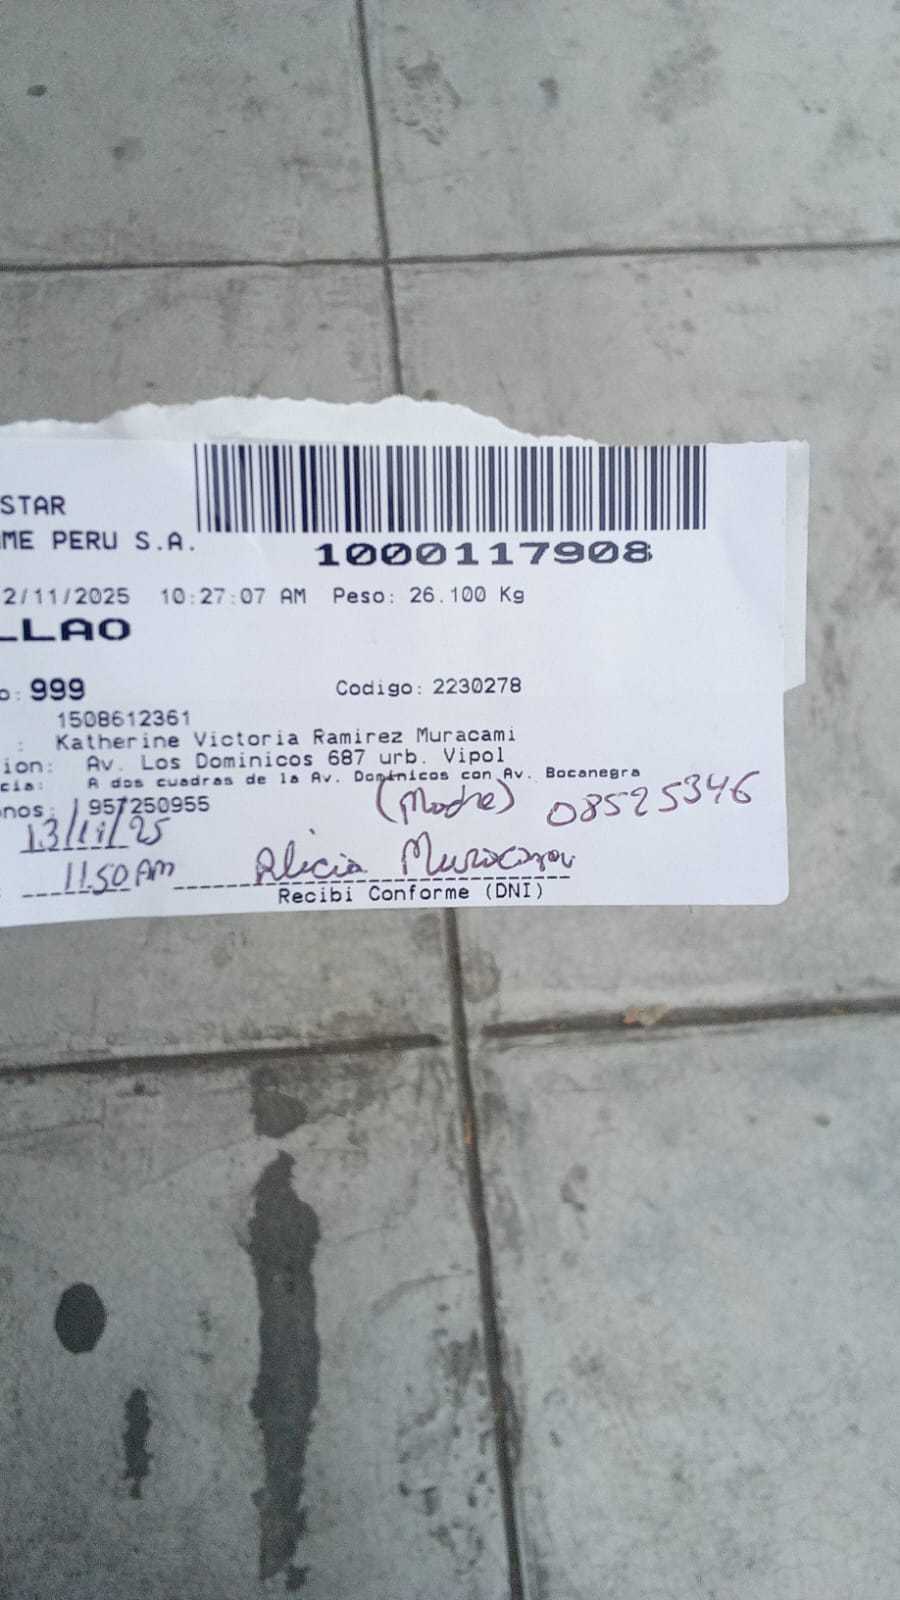 STAR
ME PERU S.A.
1000117908
2/11/2025 10:27:07 AM Peso: 26.100 Kg
LLAO
o: 999 Codigo: 2230278
1508612361
: Katherine Victoria Ramirez Muracami
ion: Av. Los Dominicos 687 urb. Vipol
cia: A dos cuadras de la Av. Dominicos con Av. Bocanegra
onos: 957250955 (Madre) 08525346
13/11/25
11:50 Am Alicia
Recibi Conforme (DNI)